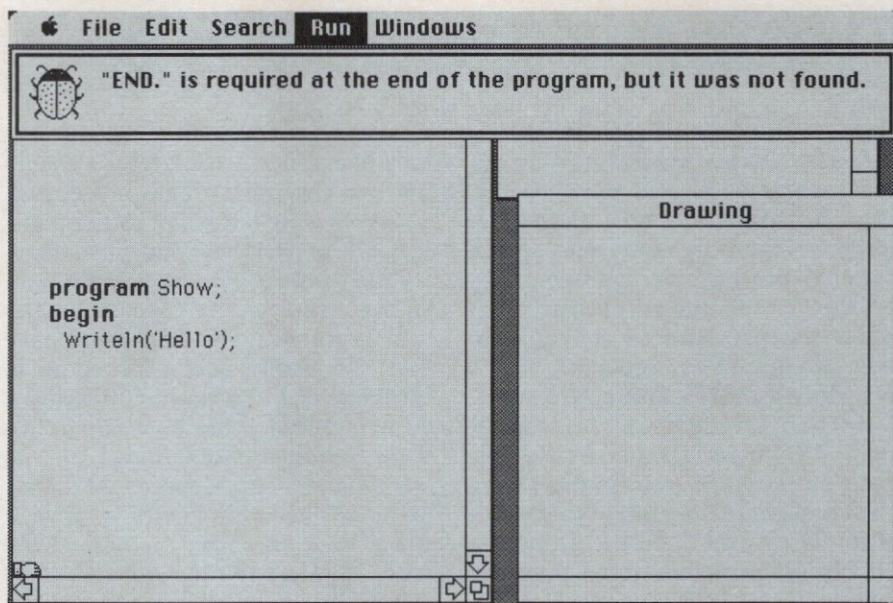 File Edit Search Run Windows
"END." is required at the end of the program, but it was not found.
Drawing
program Show;
begin
Writeln('Hello');